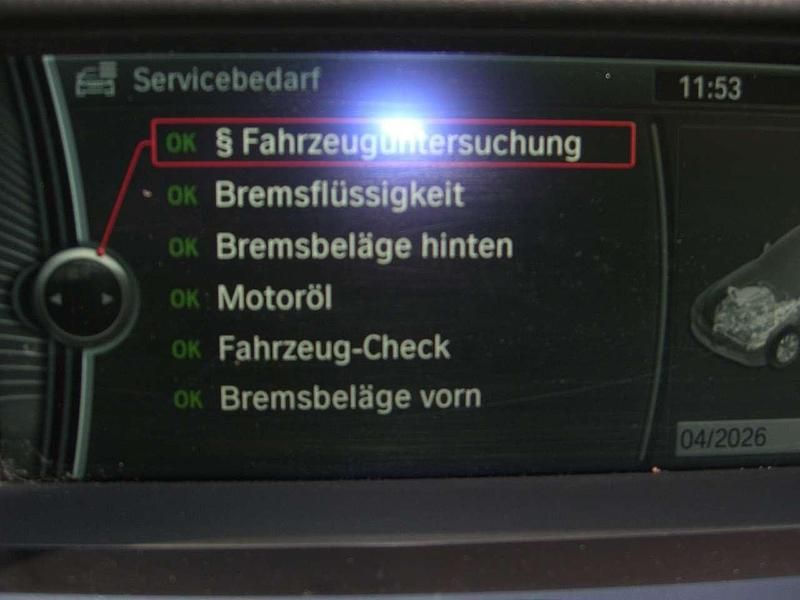 Servicebedarf
11:53
OK § Fahrzeuguntersuchung
OK Bremsflüssigkeit
OK Bremsbeläge hinten
OK Motoröl
OK Fahrzeug-Check
OK Bremsbeläge vorn
04/2026